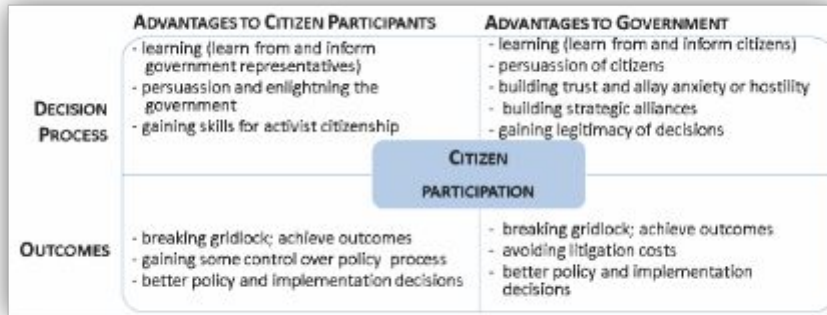 ADVANTAGES TO CITIZEN PARTICIPANTS
ADVANTAGES TO GOVERNMENT
DECISION
PROCESS
- learning (learn from and inform
government representatives)
- persuassion and enlightning the
government
- gaining skills for activist citizenship
- learning (learn from and inform citizens)
- persuassion of citizens
- building trust and allay anxiety or hostility
- building strategic alliances
- gaining legitimacy of decisions
CITIZEN
PARTICIPATION
OUTCOMES
- breaking gridlock; achieve outcomes
- gaining some control over policy process
- better policy and implementation decisions
- breaking gridlock; achieve outcomes
- avoiding litigation costs
- better policy and implementation
decisions